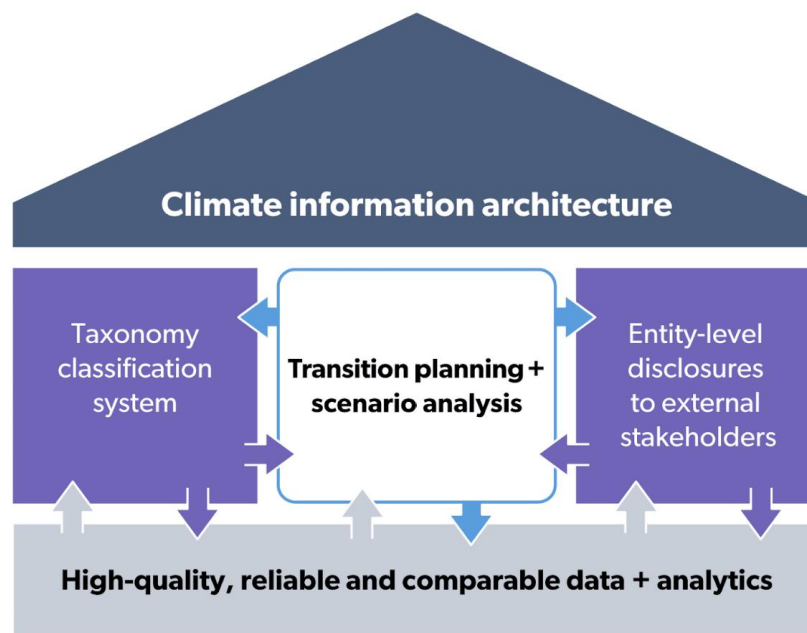 Climate information architecture
Taxonomy
classification
system
Transition planning +
scenario analysis
Entity-level
disclosures
to external
stakeholders
High-quality, reliable and comparable data + analytics